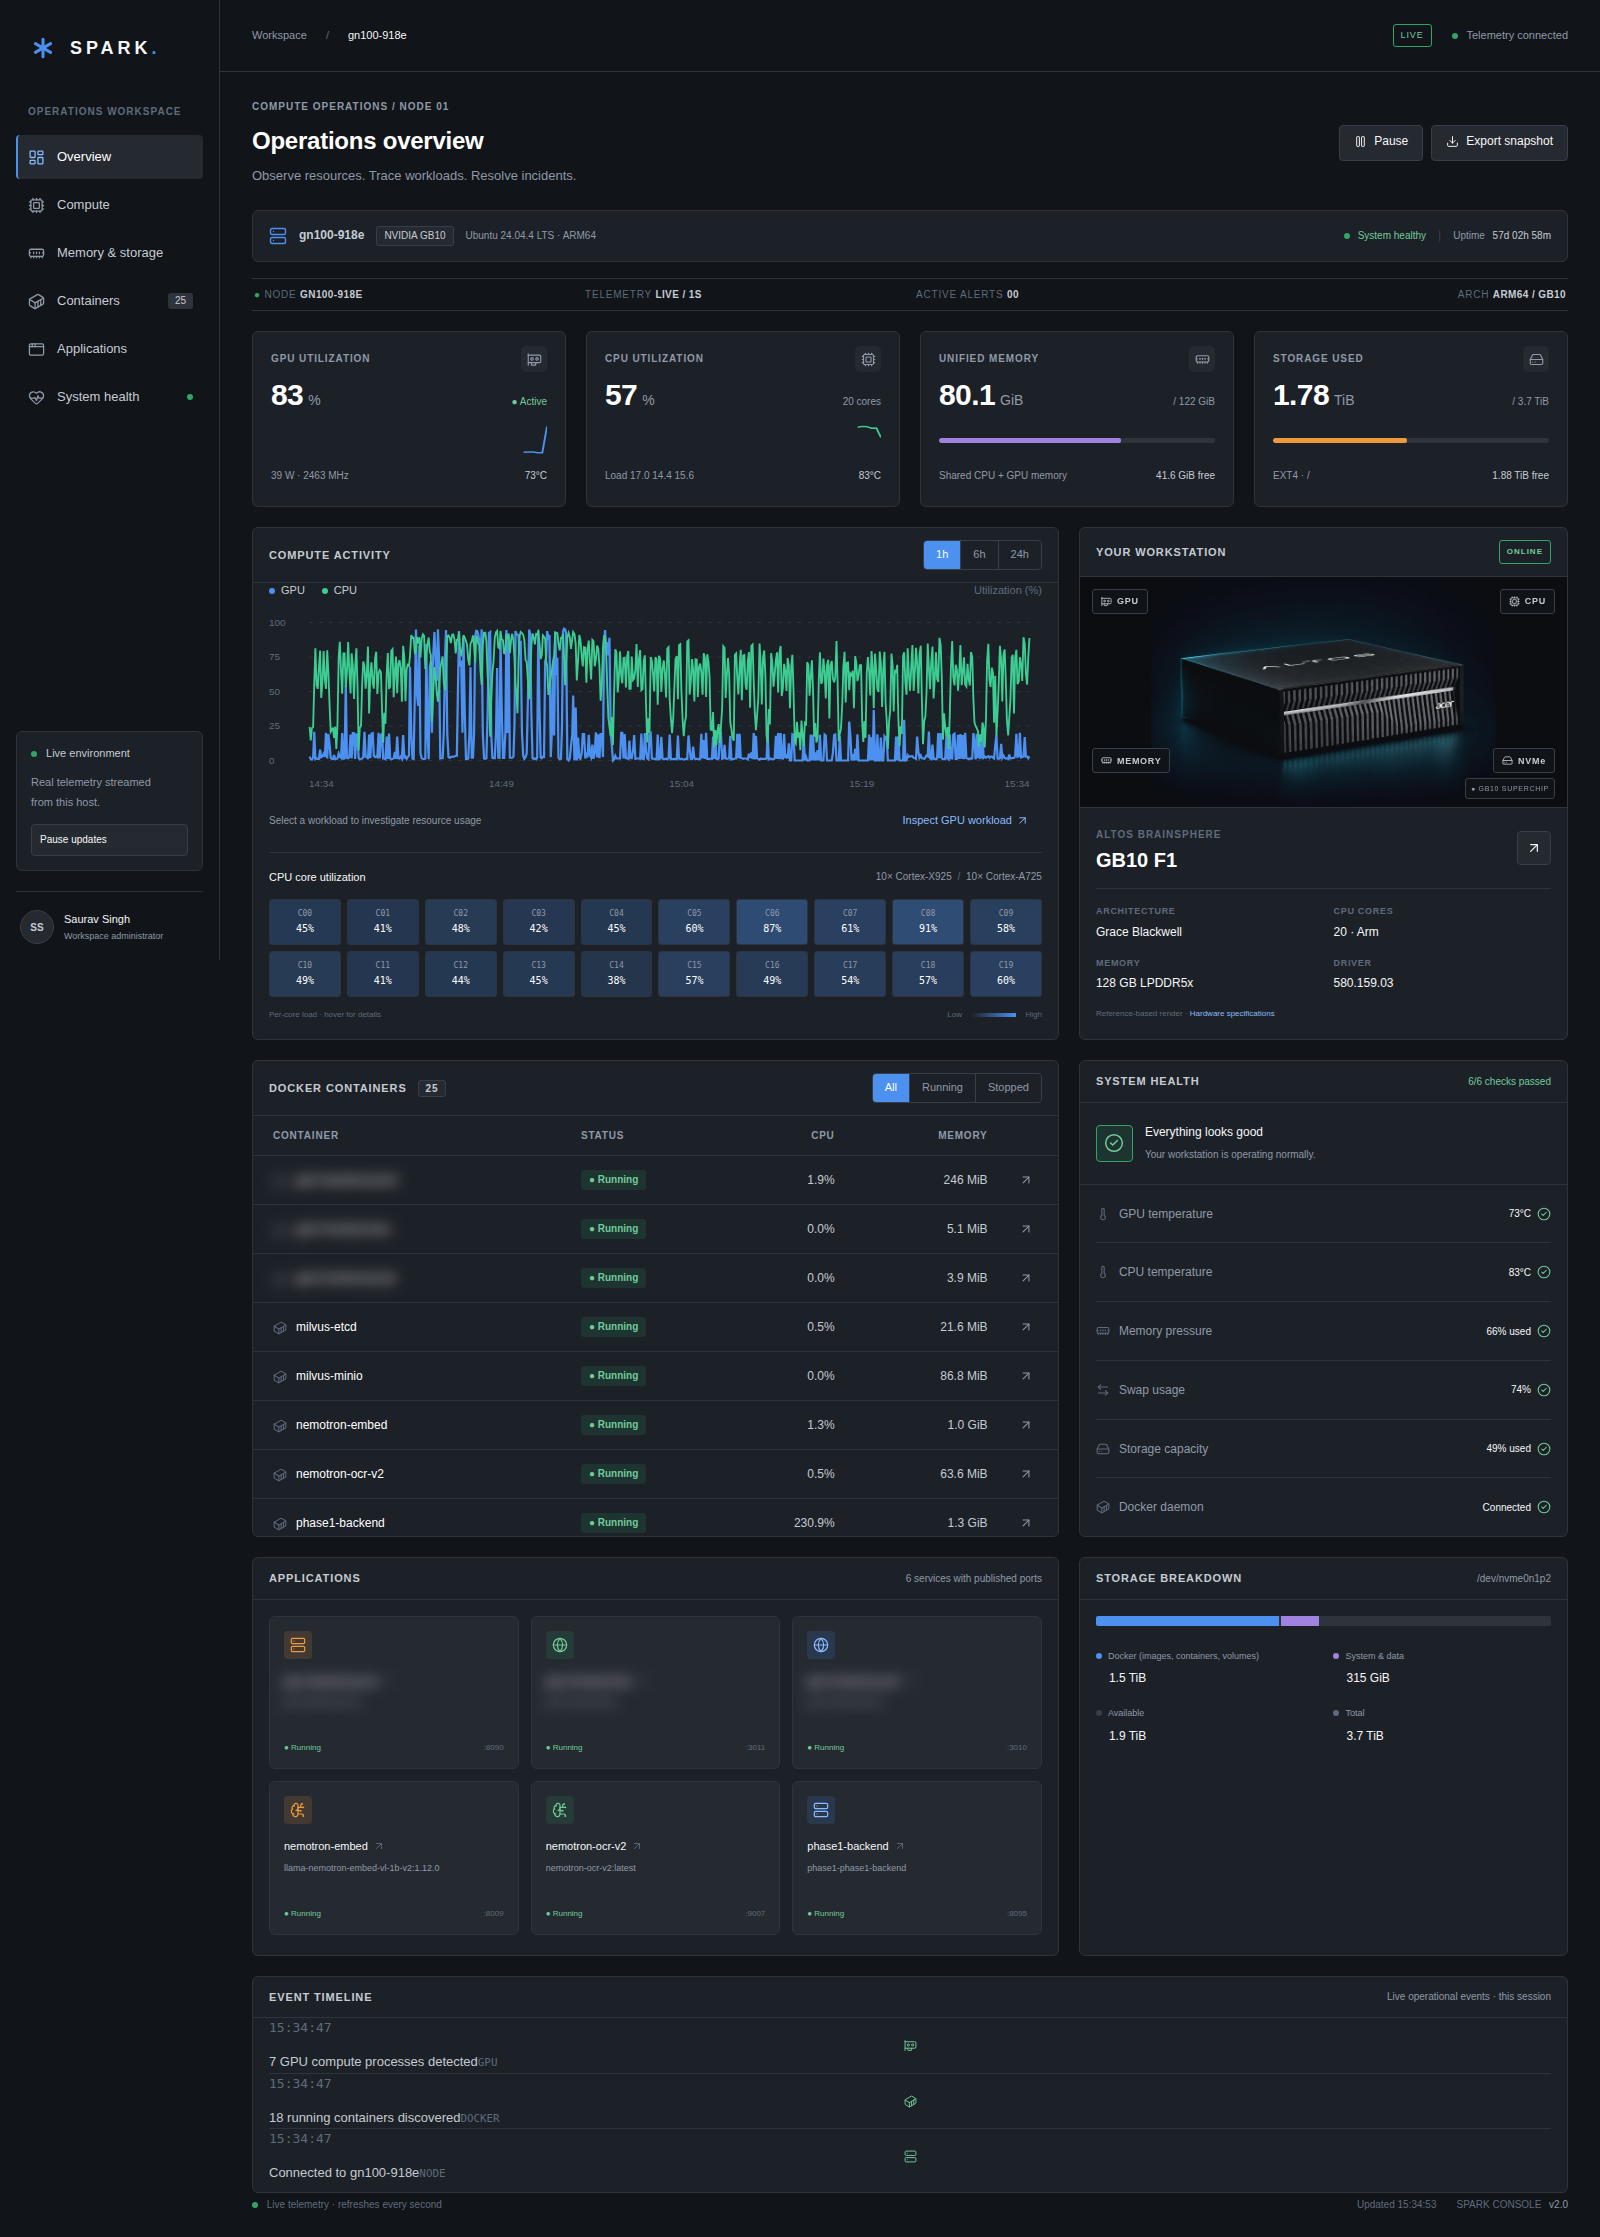 SPARK.
OPERATIONS WORKSPACE
Overview
Compute
Memory & storage
Containers 25
Applications
System health
Live environment
Real telemetry streamed
from this host.
Pause updates
SS
Saurav Singh
Workspace administrator
Workspace / gn100-918e
LIVE
Telemetry connected
COMPUTE OPERATIONS / NODE 01
Operations overview
Observe resources. Trace workloads. Resolve incidents.
Pause
Export snapshot
gn100-918e NVIDIA GB10 Ubuntu 24.04.4 LTS · ARM64
System healthy Uptime 57d 02h 58m
NODE GN100-918E
TELEMETRY LIVE / 1S
ACTIVE ALERTS 00
ARCH ARM64 / GB10
GPU UTILIZATION
83 %
Active
39 W · 2463 MHz 73°C
CPU UTILIZATION
57 %
20 cores
Load 17.0 14.4 15.6 83°C
UNIFIED MEMORY
80.1 GiB
/ 122 GiB
Shared CPU + GPU memory 41.6 GiB free
STORAGE USED
1.78 TiB
/ 3.7 TiB
EXT4 · / 1.88 TiB free
COMPUTE ACTIVITY
1h 6h 24h
GPU CPU
Utilization (%)
100
75
50
25
0
14:34 14:49 15:04 15:19 15:34
Select a workload to investigate resource usage
Inspect GPU workload
CPU core utilization
10× Cortex-X925 / 10× Cortex-A725
C00 C01 C02 C03 C04 C05 C06 C07 C08 C09
45% 41% 48% 42% 45% 60% 87% 61% 91% 58%
C10 C11 C12 C13 C14 C15 C16 C17 C18 C19
49% 41% 44% 45% 38% 57% 49% 54% 57% 60%
Per-core load · hover for details
Low High
YOUR WORKSTATION
ONLINE
GPU
CPU
ALTOS
acer
MEMORY
NVMe
GB10 SUPERCHIP
ALTOS BRAINSPHERE
GB10 F1
ARCHITECTURE CPU CORES
Grace Blackwell 20 · Arm
MEMORY DRIVER
128 GB LPDDR5x 580.159.03
Reference-based render · Hardware specifications
DOCKER CONTAINERS 25
All Running Stopped
CONTAINER STATUS CPU MEMORY
Running 1.9% 246 MiB
Running 0.0% 5.1 MiB
Running 0.0% 3.9 MiB
milvus-etcd Running 0.5% 21.6 MiB
milvus-minio Running 0.0% 86.8 MiB
nemotron-embed Running 1.3% 1.0 GiB
nemotron-ocr-v2 Running 0.5% 63.6 MiB
phase1-backend Running 230.9% 1.3 GiB
SYSTEM HEALTH
6/6 checks passed
Everything looks good
Your workstation is operating normally.
GPU temperature 73°C
CPU temperature 83°C
Memory pressure 66% used
Swap usage 74%
Storage capacity 49% used
Docker daemon Connected
APPLICATIONS
6 services with published ports
Running :8090
Running :3011
Running :3010
nemotron-embed
llama-nemotron-embed-vl-1b-v2:1.12.0
Running :8009
nemotron-ocr-v2
nemotron-ocr-v2:latest
Running :9007
phase1-backend
phase1-phase1-backend
Running :8095
STORAGE BREAKDOWN
/dev/nvme0n1p2
Docker (images, containers, volumes) System & data
1.5 TiB 315 GiB
Available Total
1.9 TiB 3.7 TiB
EVENT TIMELINE
Live operational events · this session
15:34:47
7 GPU compute processes detectedGPU
15:34:47
18 running containers discoveredDOCKER
15:34:47
Connected to gn100-918eNODE
Live telemetry · refreshes every second
Updated 15:34:53 SPARK CONSOLE v2.0